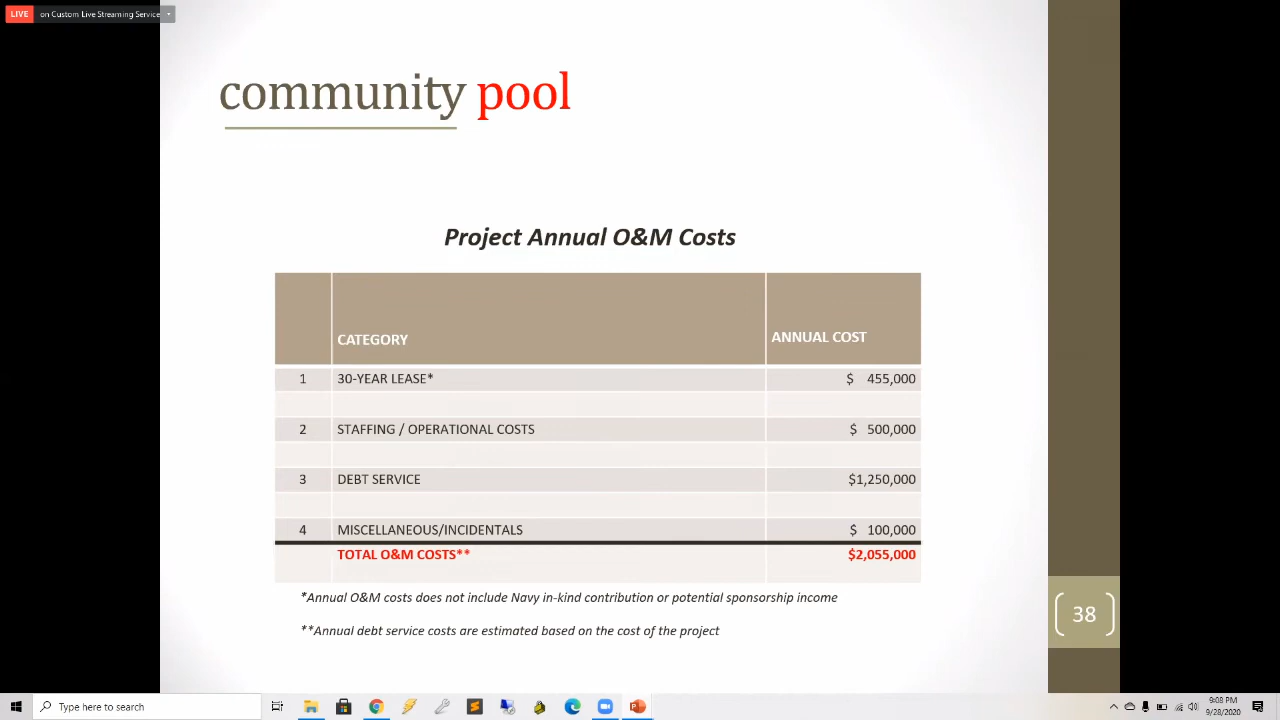 LIVE on Custom Live Streaming Service
community pool
Project Annual O&M Costs
CATEGORY ANNUAL COST
1 30-YEAR LEASE* $ 455,000
2 STAFFING / OPERATIONAL COSTS $ 500,000
3 DEBT SERVICE $1,250,000
4 MISCELLANEOUS/INCIDENTALS $ 100,000
TOTAL O&M COSTS** $2,055,000
*Annual O&M costs does not include Navy in-kind contribution or potential sponsorship income
**Annual debt service costs are estimated based on the cost of the project
38
Type here to search
9:08 PM
9/28/2020